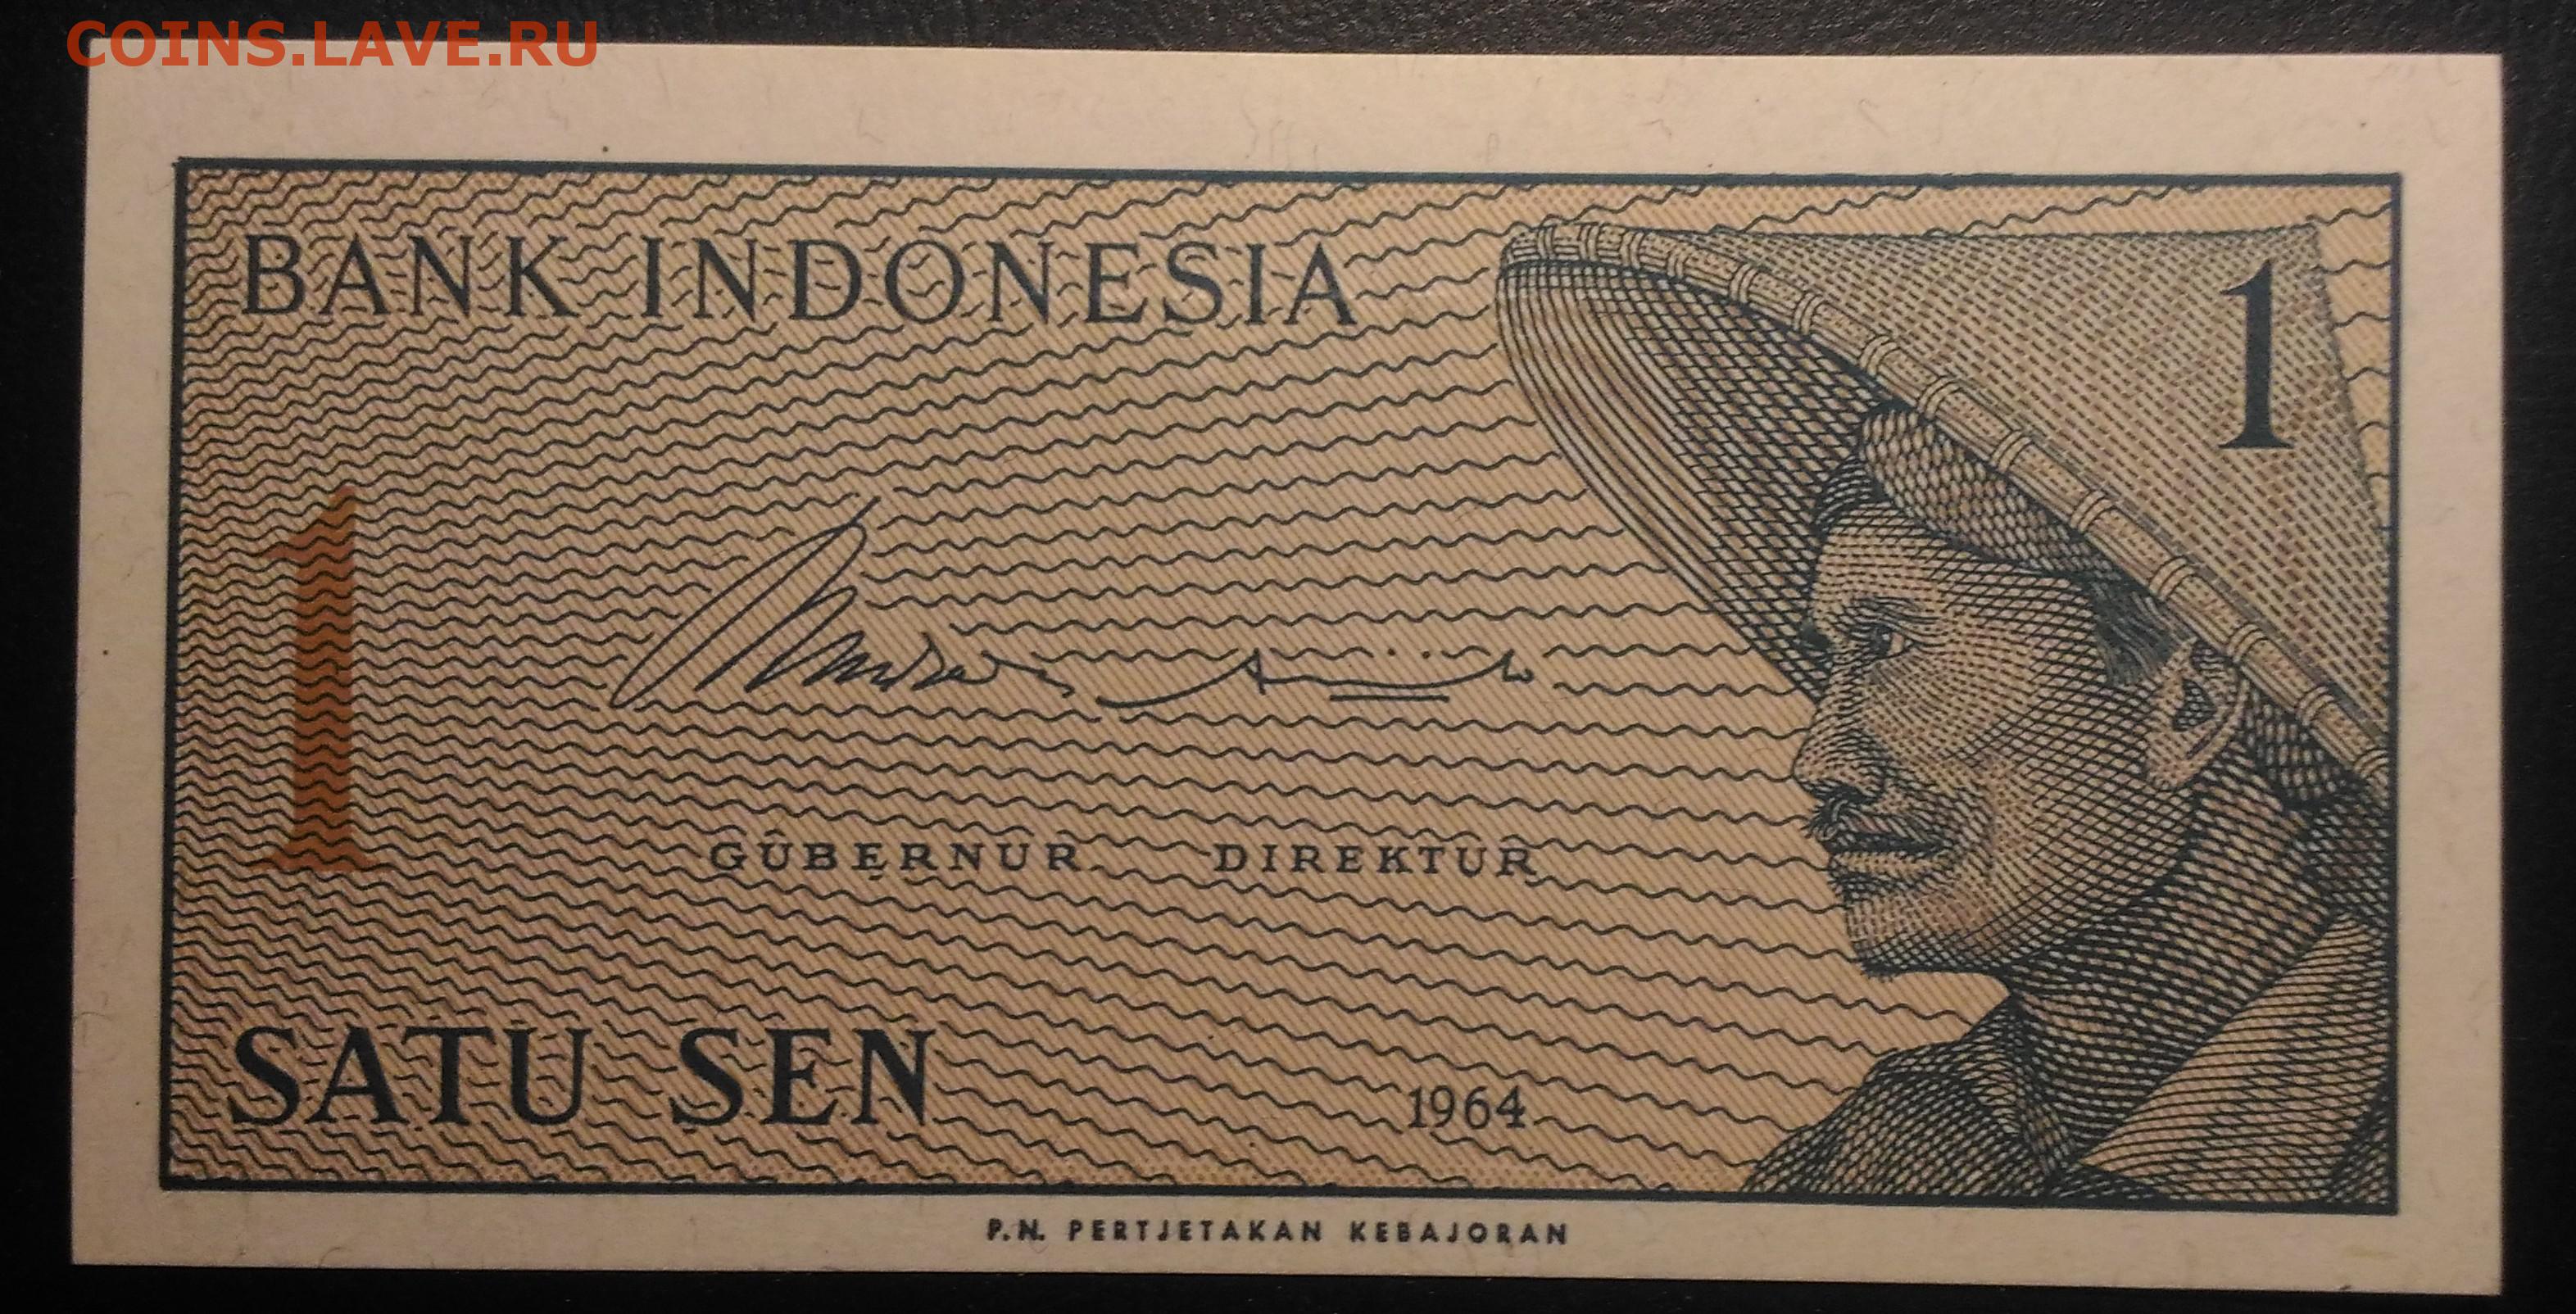 COINS.LAVE.RU
BANK INDONESIA
1
1
GUBERNUR DIREKTUR
SATU SEN
1964
P.N. PERTJETAKAN KEBAJORAN